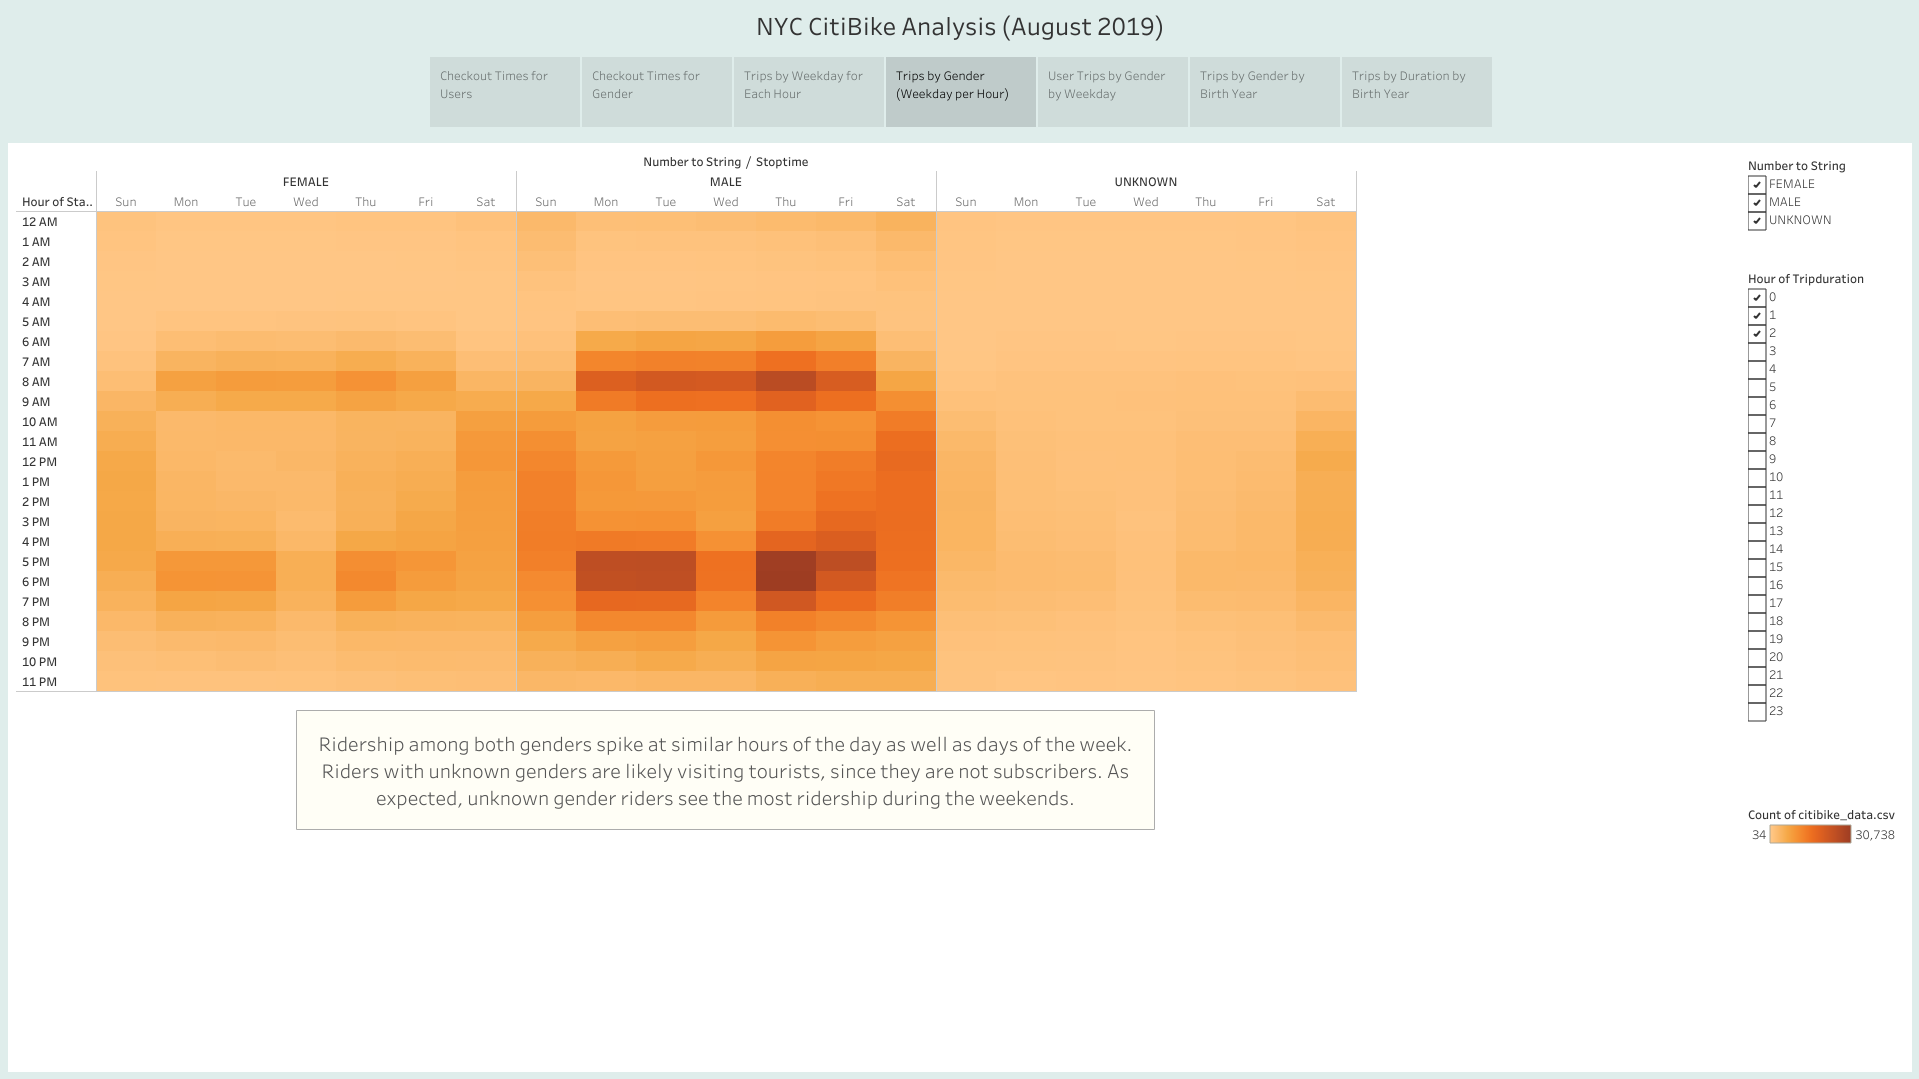 NYC CitiBike Analysis (August 2019)
Checkout Times for
Users
Checkout Times for
Gender
Trips by Weekday for
Each Hour
Trips by Gender
(Weekday per Hour)
User Trips by Gender
by Weekday
Trips by Gender by
Birth Year
Trips by Duration by
Birth Year
Number to String / Stoptime
FEMALE MALE UNKNOWN
Hour of Sta.. Sun Mon Tue Wed Thu Fri Sat Sun Mon Tue Wed Thu Fri Sat Sun Mon Tue Wed Thu Fri Sat
12 AM
1 AM
2 AM
3 AM
4 AM
5 AM
6 AM
7 AM
8 AM
9 AM
10 AM
11 AM
12 PM
1 PM
2 PM
3 PM
4 PM
5 PM
6 PM
7 PM
8 PM
9 PM
10 PM
11 PM
Ridership among both genders spike at similar hours of the day as well as days of the week.
Riders with unknown genders are likely visiting tourists, since they are not subscribers. As
expected, unknown gender riders see the most ridership during the weekends.
Number to String
FEMALE
MALE
UNKNOWN
Hour of Tripduration
0
1
2
3
4
5
6
7
8
9
10
11
12
13
14
15
16
17
18
19
20
21
22
23
Count of citibike_data.csv
34 30,738